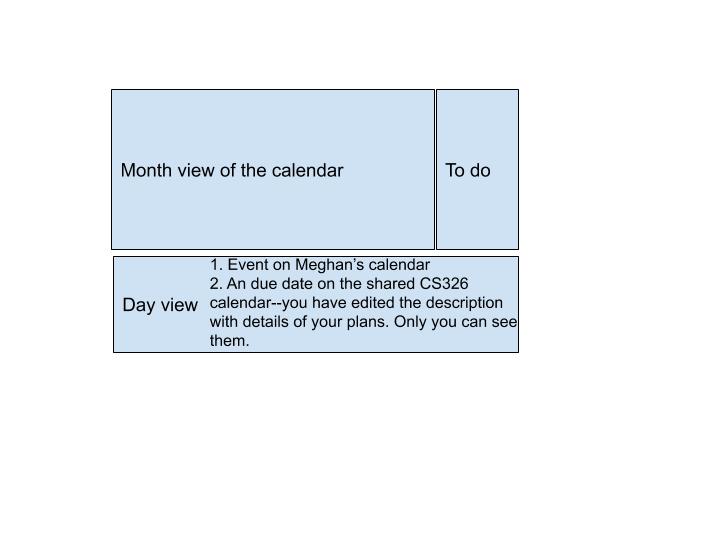 Month view of the calendar
To do
Day view
1. Event on Meghan’s calendar
2. An due date on the shared CS326
calendar--you have edited the description
with details of your plans. Only you can see
them.